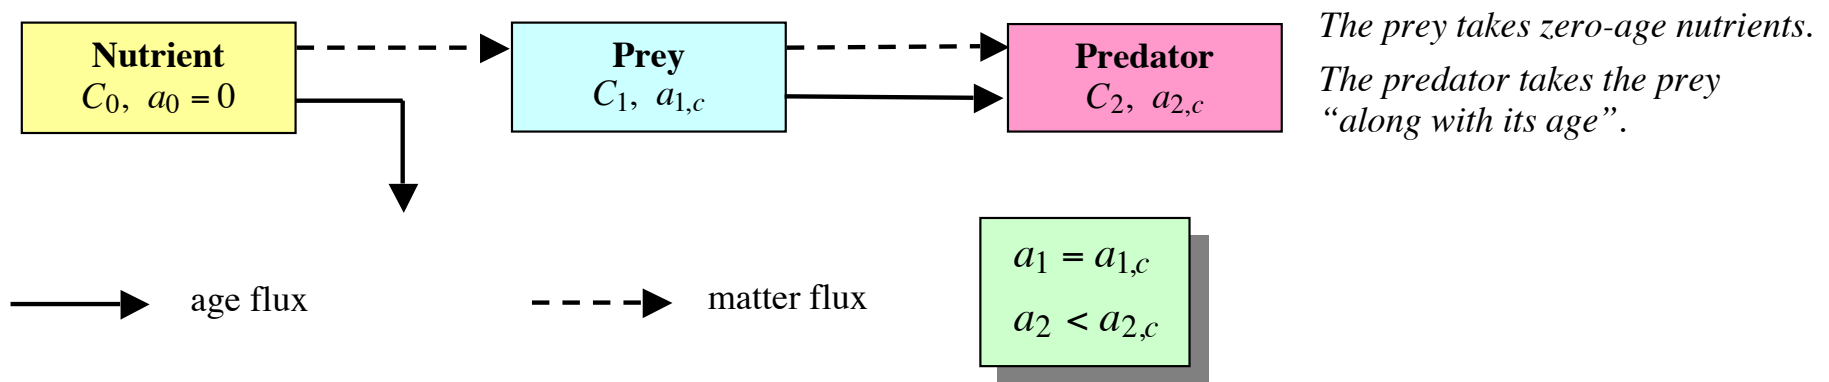 Nutrient
C0, a0 = 0
Prey
C1, a1,c
Predator
C2, a2,c
The prey takes zero-age nutrients.
The predator takes the prey
“along with its age”.
age flux
matter flux
a1 = a1,c
a2 < a2,c